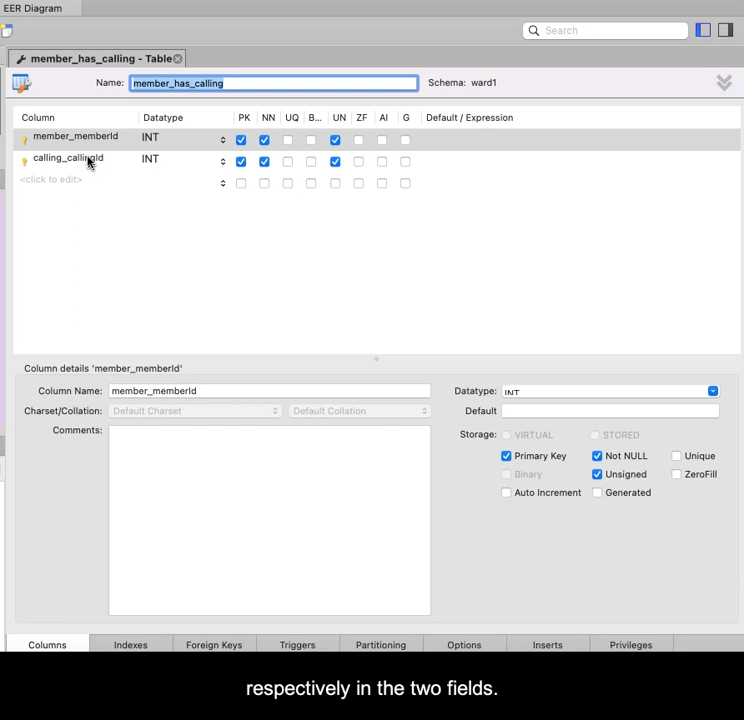 EER Diagram
Search
member_has_calling - Table
Name: member_has_calling Schema: ward1
Column Datatype PK NN UQ B... UN ZF AI G Default / Expression
member_memberId INT
calling_callingId INT
<click to edit>
Column details 'member_memberId'
Column Name: member_memberId Datatype: INT
Charset/Collation: Default Charset Default Collation Default
Comments: Storage: VIRTUAL STORED
Primary Key Not NULL Unique
Binary Unsigned ZeroFill
Auto Increment Generated
Columns Indexes Foreign Keys Triggers Partitioning Options Inserts Privileges
respectively in the two fields.